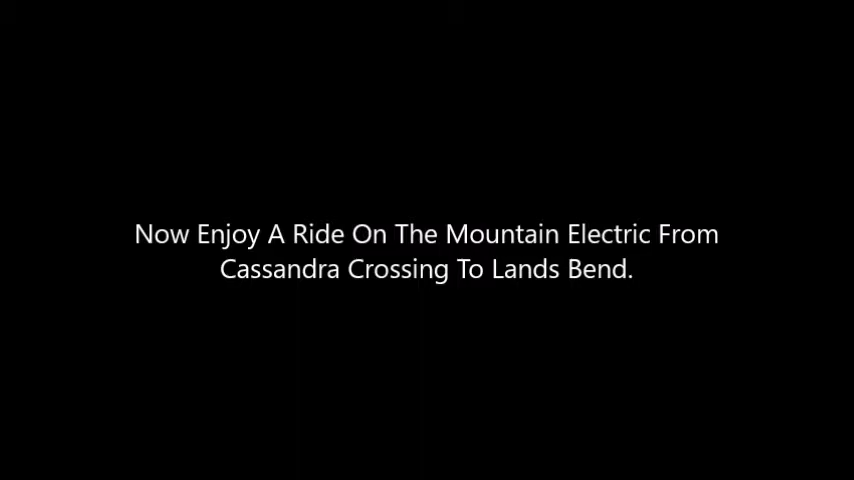 Now Enjoy A Ride On The Mountain Electric From
Cassandra Crossing To Lands Bend.